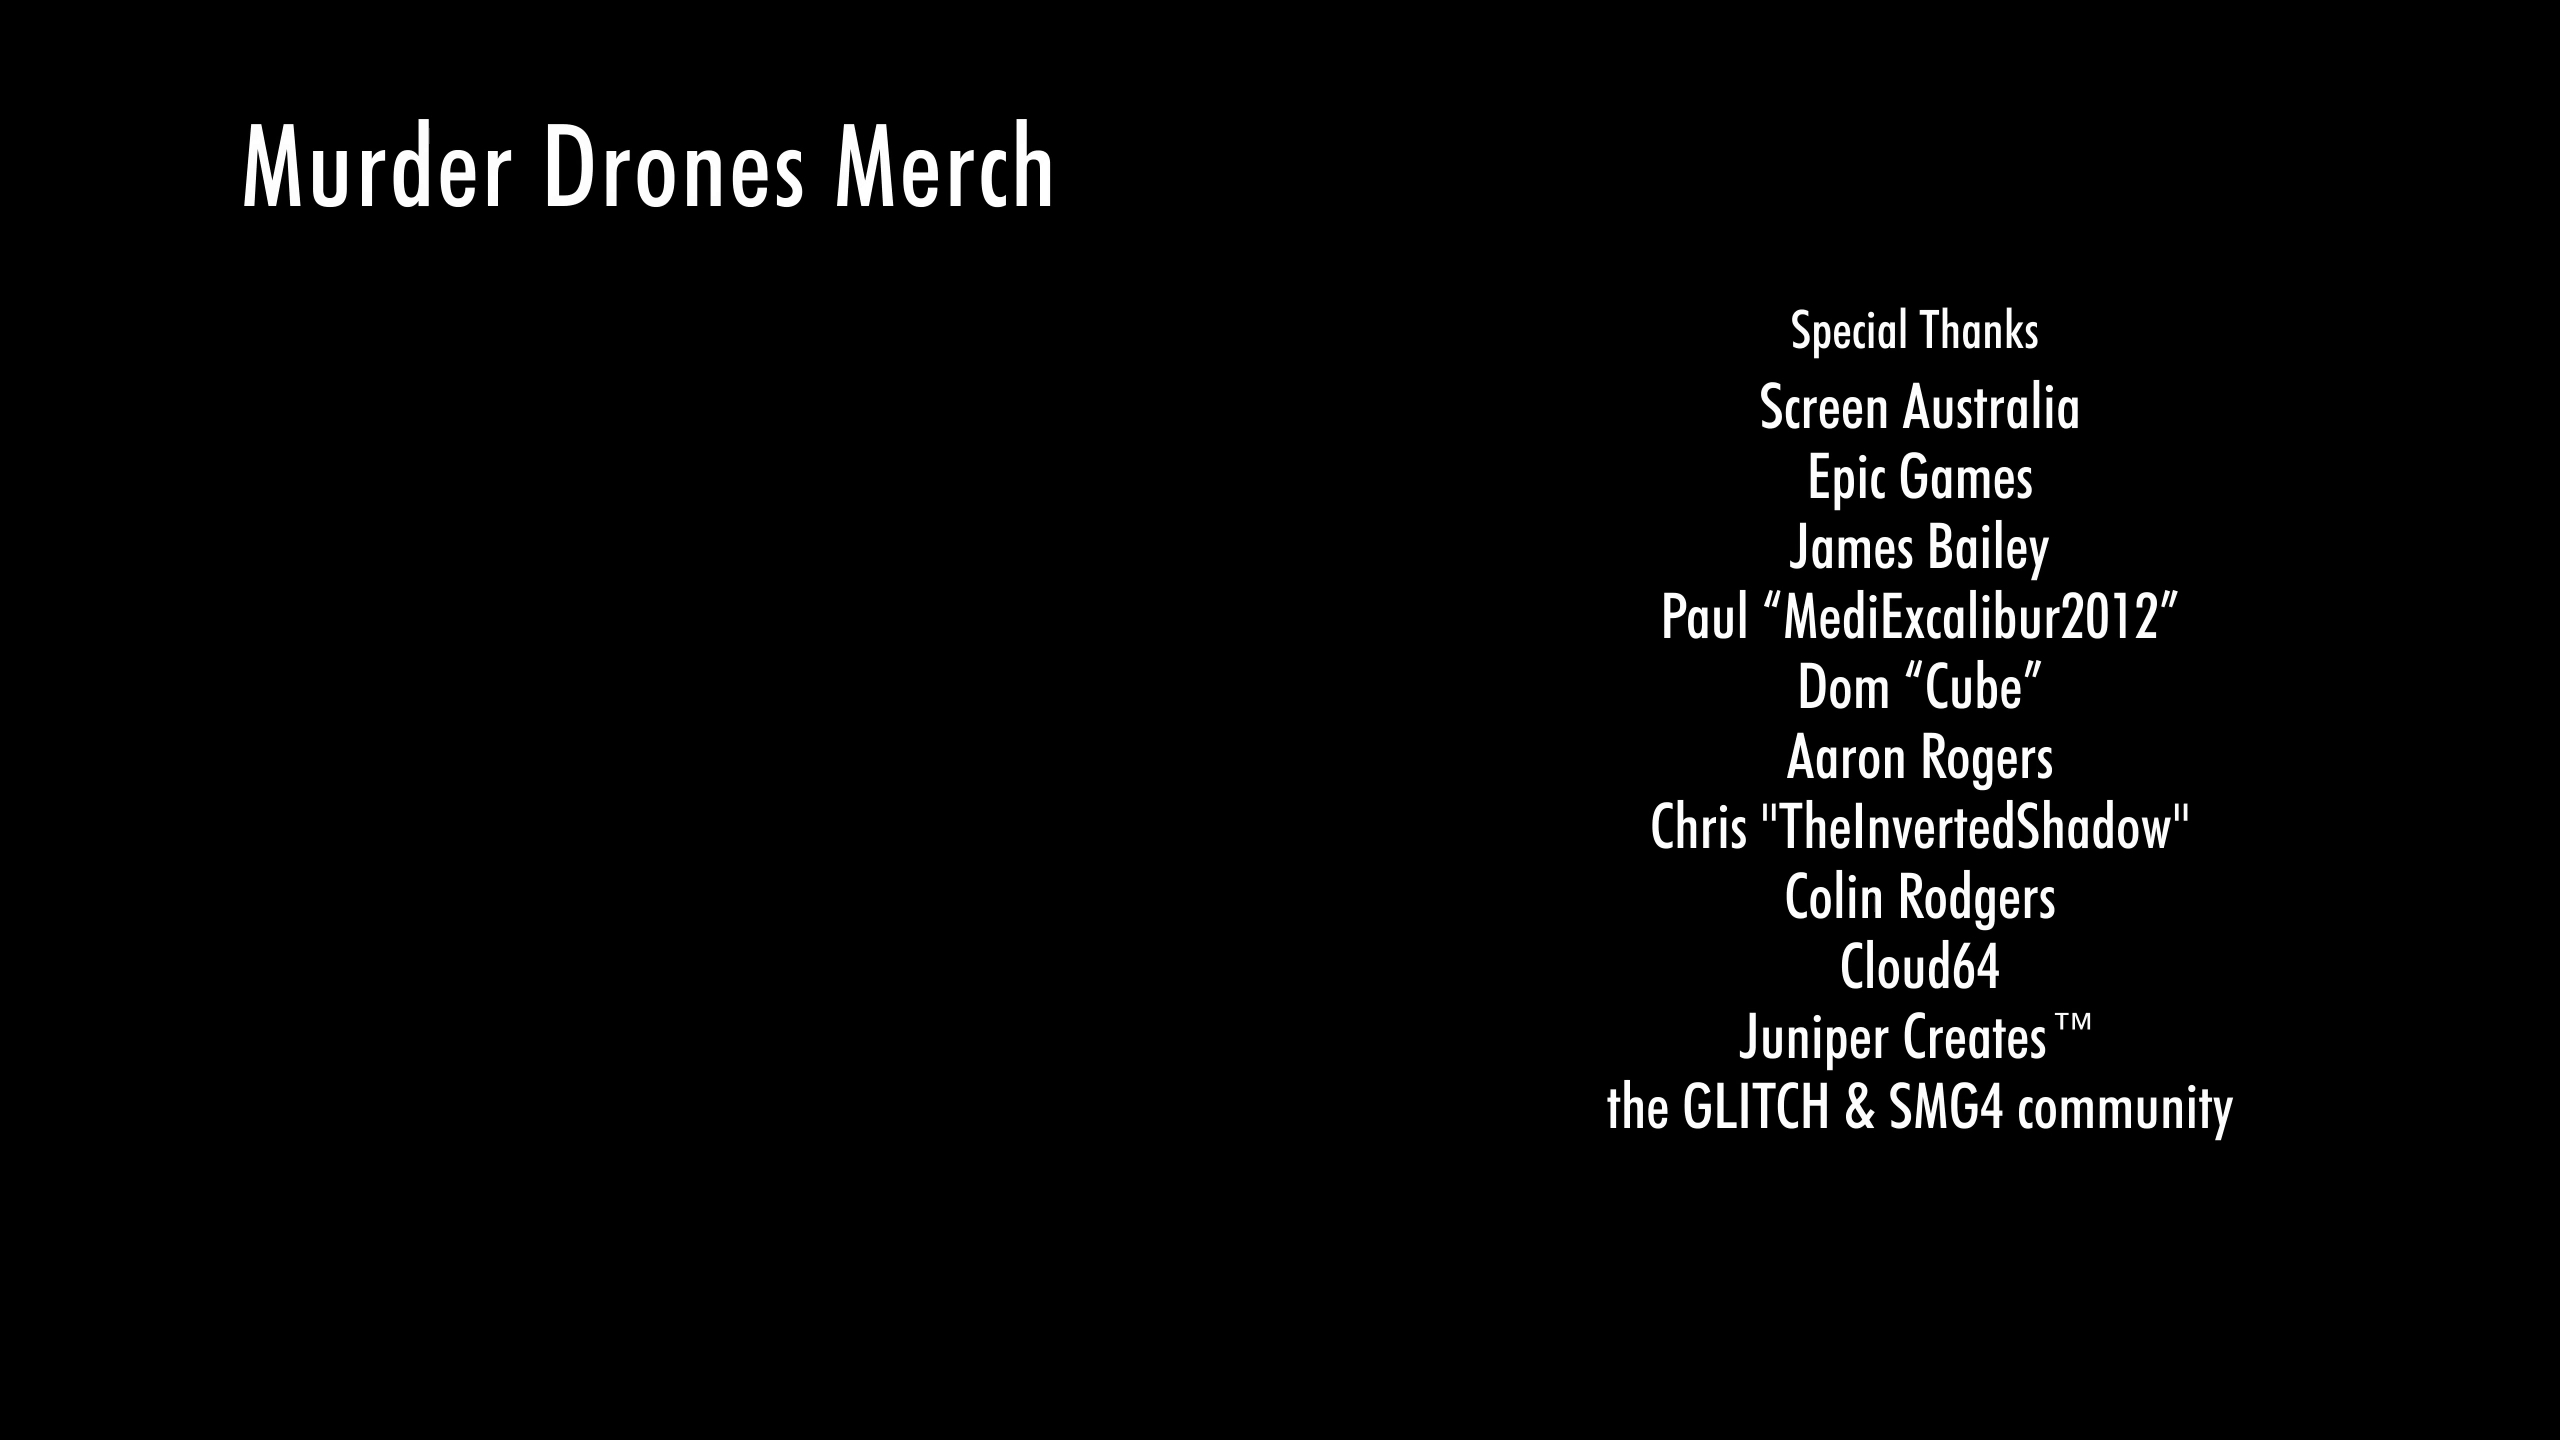 Murder Drones Merch
Special Thanks
Screen Australia
Epic Games
James Bailey
Paul “MediExcalibur2012”
Dom “Cube”
Aaron Rogers
Chris "TheInvertedShadow"
Colin Rodgers
Cloud64
Juniper Creates™
the GLITCH & SMG4 community